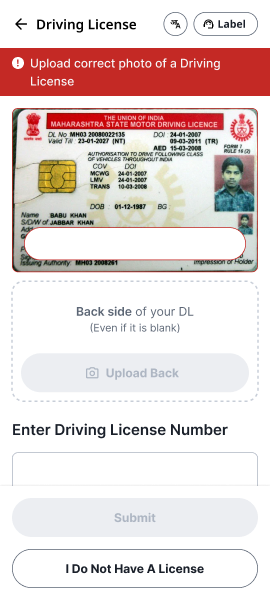 Driving License
Label
Upload correct photo of a Driving
License
THE UNION OF INDIA
MAHARASHTRA STATE MOTOR DRIVING LICENCE
DL No MH03 20080022135 DOI 24-01-2007
Valid Till 23-01-2027 (NT) 09-03-2011 (TR)
AED 15-03-2008
FORM 7
RULE 16 (2)
AUTHORISATION TO DRIVE FOLLOWING CLASS
OF VEHICLES THROUGHOUT INDIA
COV DOI
MCWG 24-01-2007
LMV 24-01-2007
TRANS 10-03-2008
DOB : 01-12-1987 BG
Name BABU KHAN
S/D/W of JABBAR KHAN
Issuing Authority: MH03 2008261
Impression of Holder
Back side of your DL
(Even if it is blank)
Upload Back
Enter Driving License Number
Submit
I Do Not Have A License